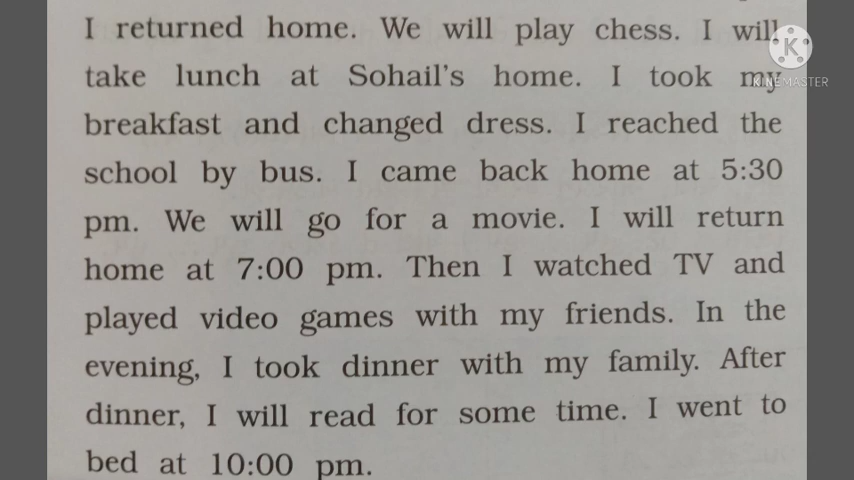 I returned home. We will play chess. I will
take lunch at Sohail's home. I took my
breakfast and changed dress. I reached the
school by bus. I came back home at 5:30
pm. We will go for a movie. I will return
home at 7:00 pm. Then I watched TV and
played video games with my friends. In the
evening, I took dinner with my family. After
dinner, I will read for some time. I went to
bed at 10:00 pm.
K
KINEMASTER